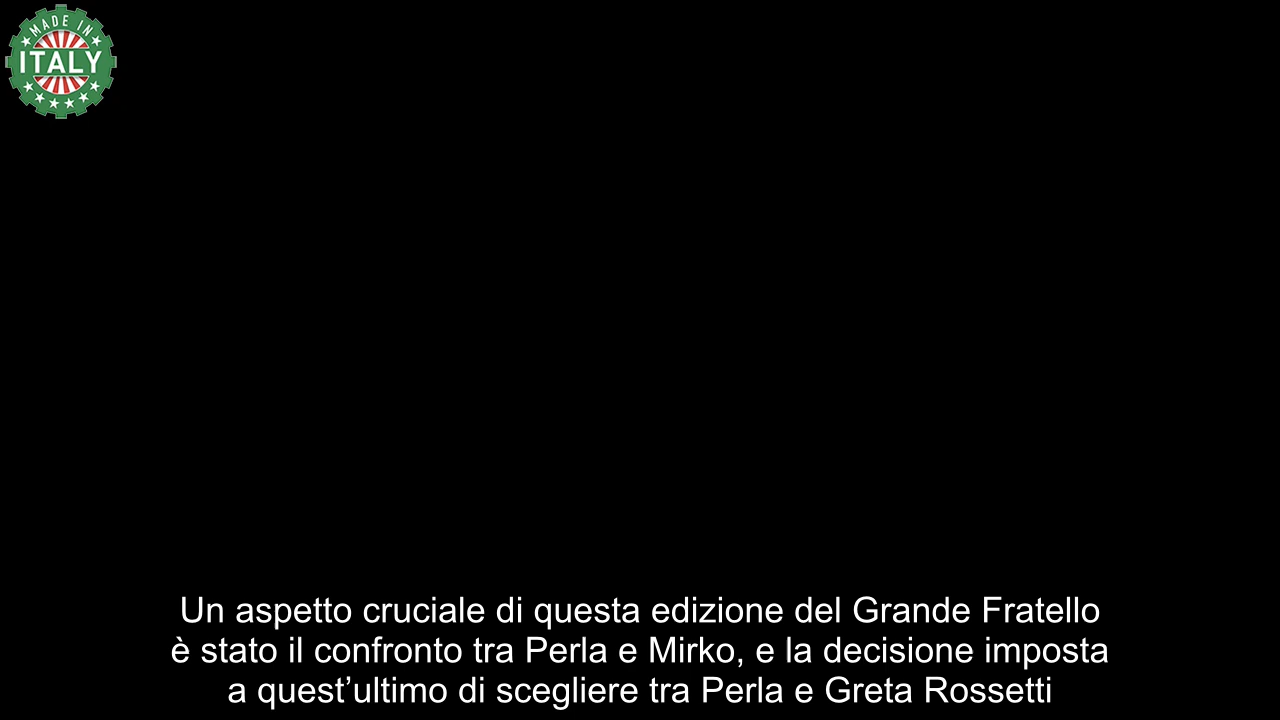 MADE IN
ITALY
Un aspetto cruciale di questa edizione del Grande Fratello
è stato il confronto tra Perla e Mirko, e la decisione imposta
a quest’ultimo di scegliere tra Perla e Greta Rossetti